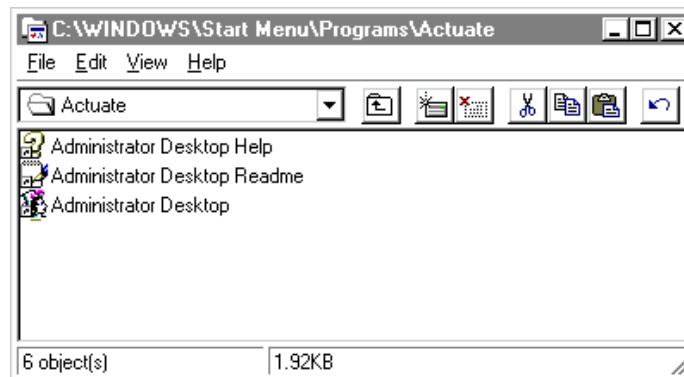 C:\WINDOWS\Start Menu\Programs\Actuate
File Edit View Help
Actuate
Administrator Desktop Help
Administrator Desktop Readme
Administrator Desktop
6 object(s) 1.92KB